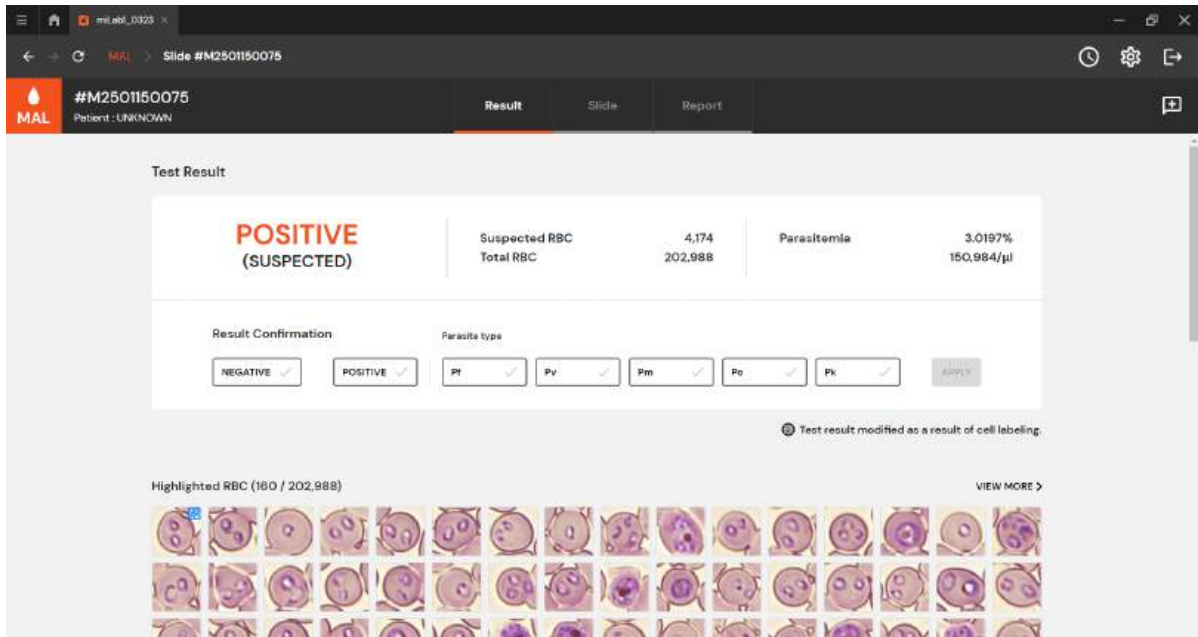 miLabl_0323
MAL > Slide #M2501150075
MAL
#M2501150075
Patient : UNKNOWN
Result
Slide
Report
Test Result
POSITIVE
(SUSPECTED)
Suspected RBC 4,174
Total RBC 202,988
Parasitemia 3.0197%
150,984/µl
Result Confirmation
Parasite type
NEGATIVE
POSITIVE
Pf
Pv
Pm
Po
Pk
APPLY
Test result modified as a result of cell labeling.
Highlighted RBC (160 / 202,988)
VIEW MORE >